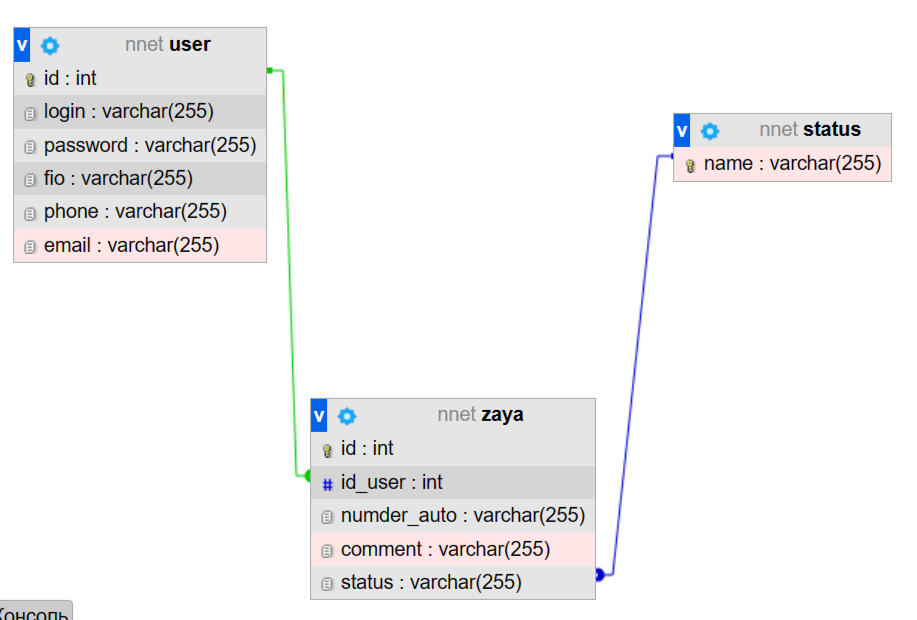 v nnet user
id : int
login : varchar(255)
password : varchar(255)
fio : varchar(255)
phone : varchar(255)
email : varchar(255)
v nnet status
name : varchar(255)
v nnet zaya
id : int
# id_user : int
numder_auto : varchar(255)
comment : varchar(255)
status : varchar(255)
Консоль